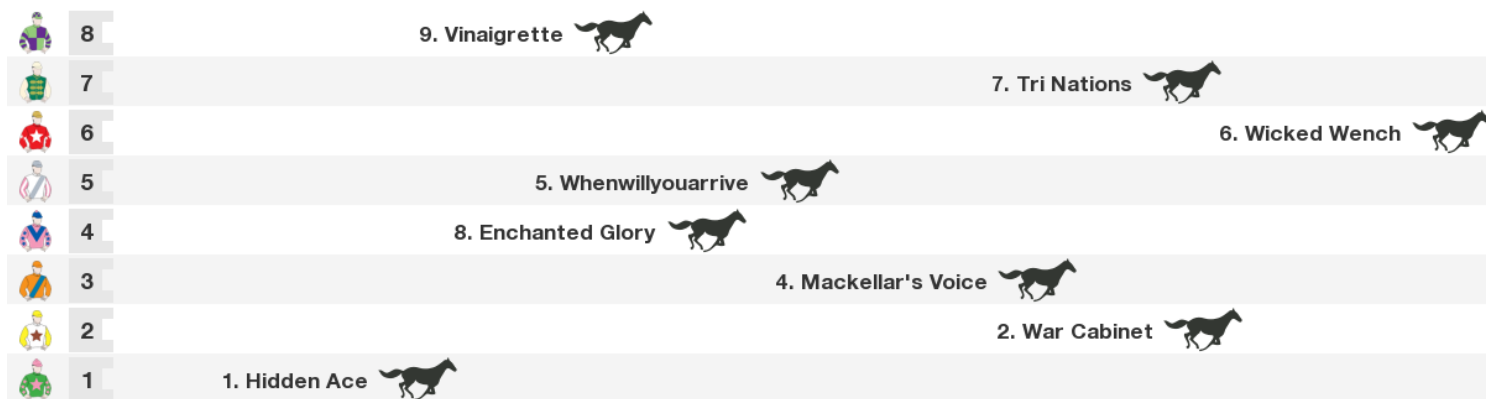 8 9. Vinaigrette
7 7. Tri Nations
6 6. Wicked Wench
5 5. Whenwillyouarrive
4 8. Enchanted Glory
3 4. Mackellar's Voice
2 2. War Cabinet
1 1. Hidden Ace